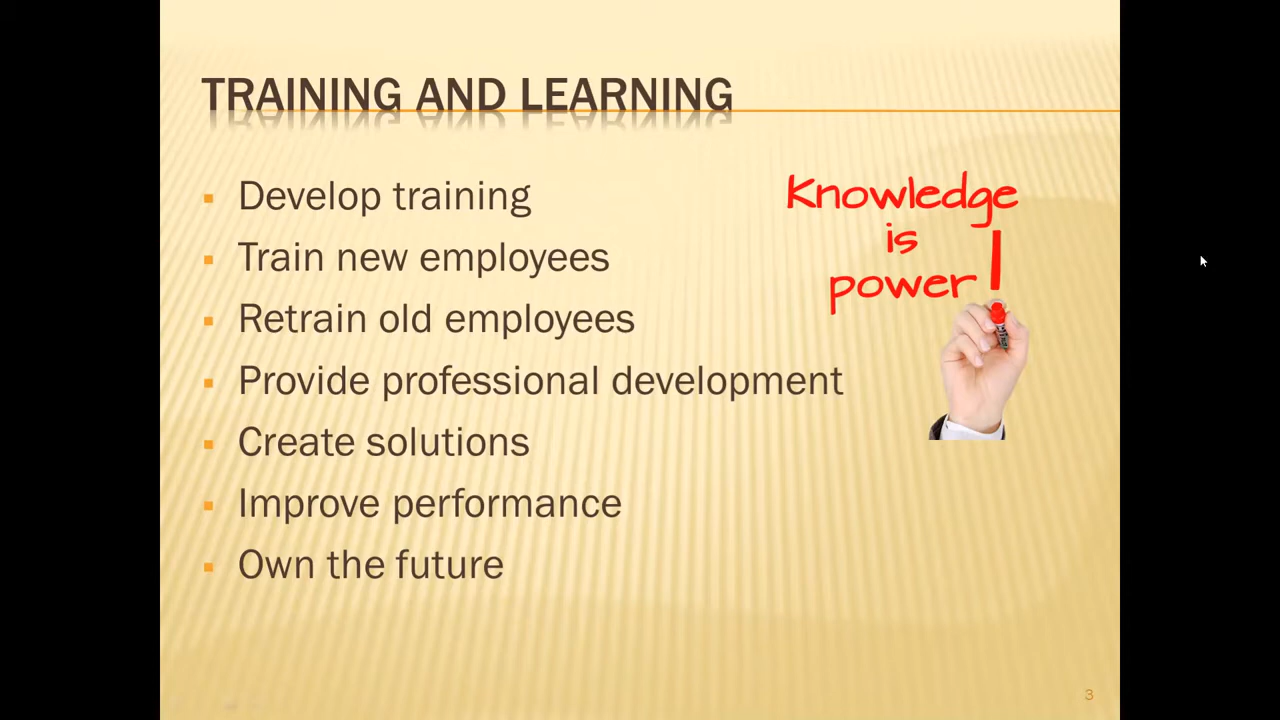 TRAINING AND LEARNING
Develop training
Train new employees
Retrain old employees
Provide professional development
Create solutions
Improve performance
Own the future
Knowledge
is
power!
3